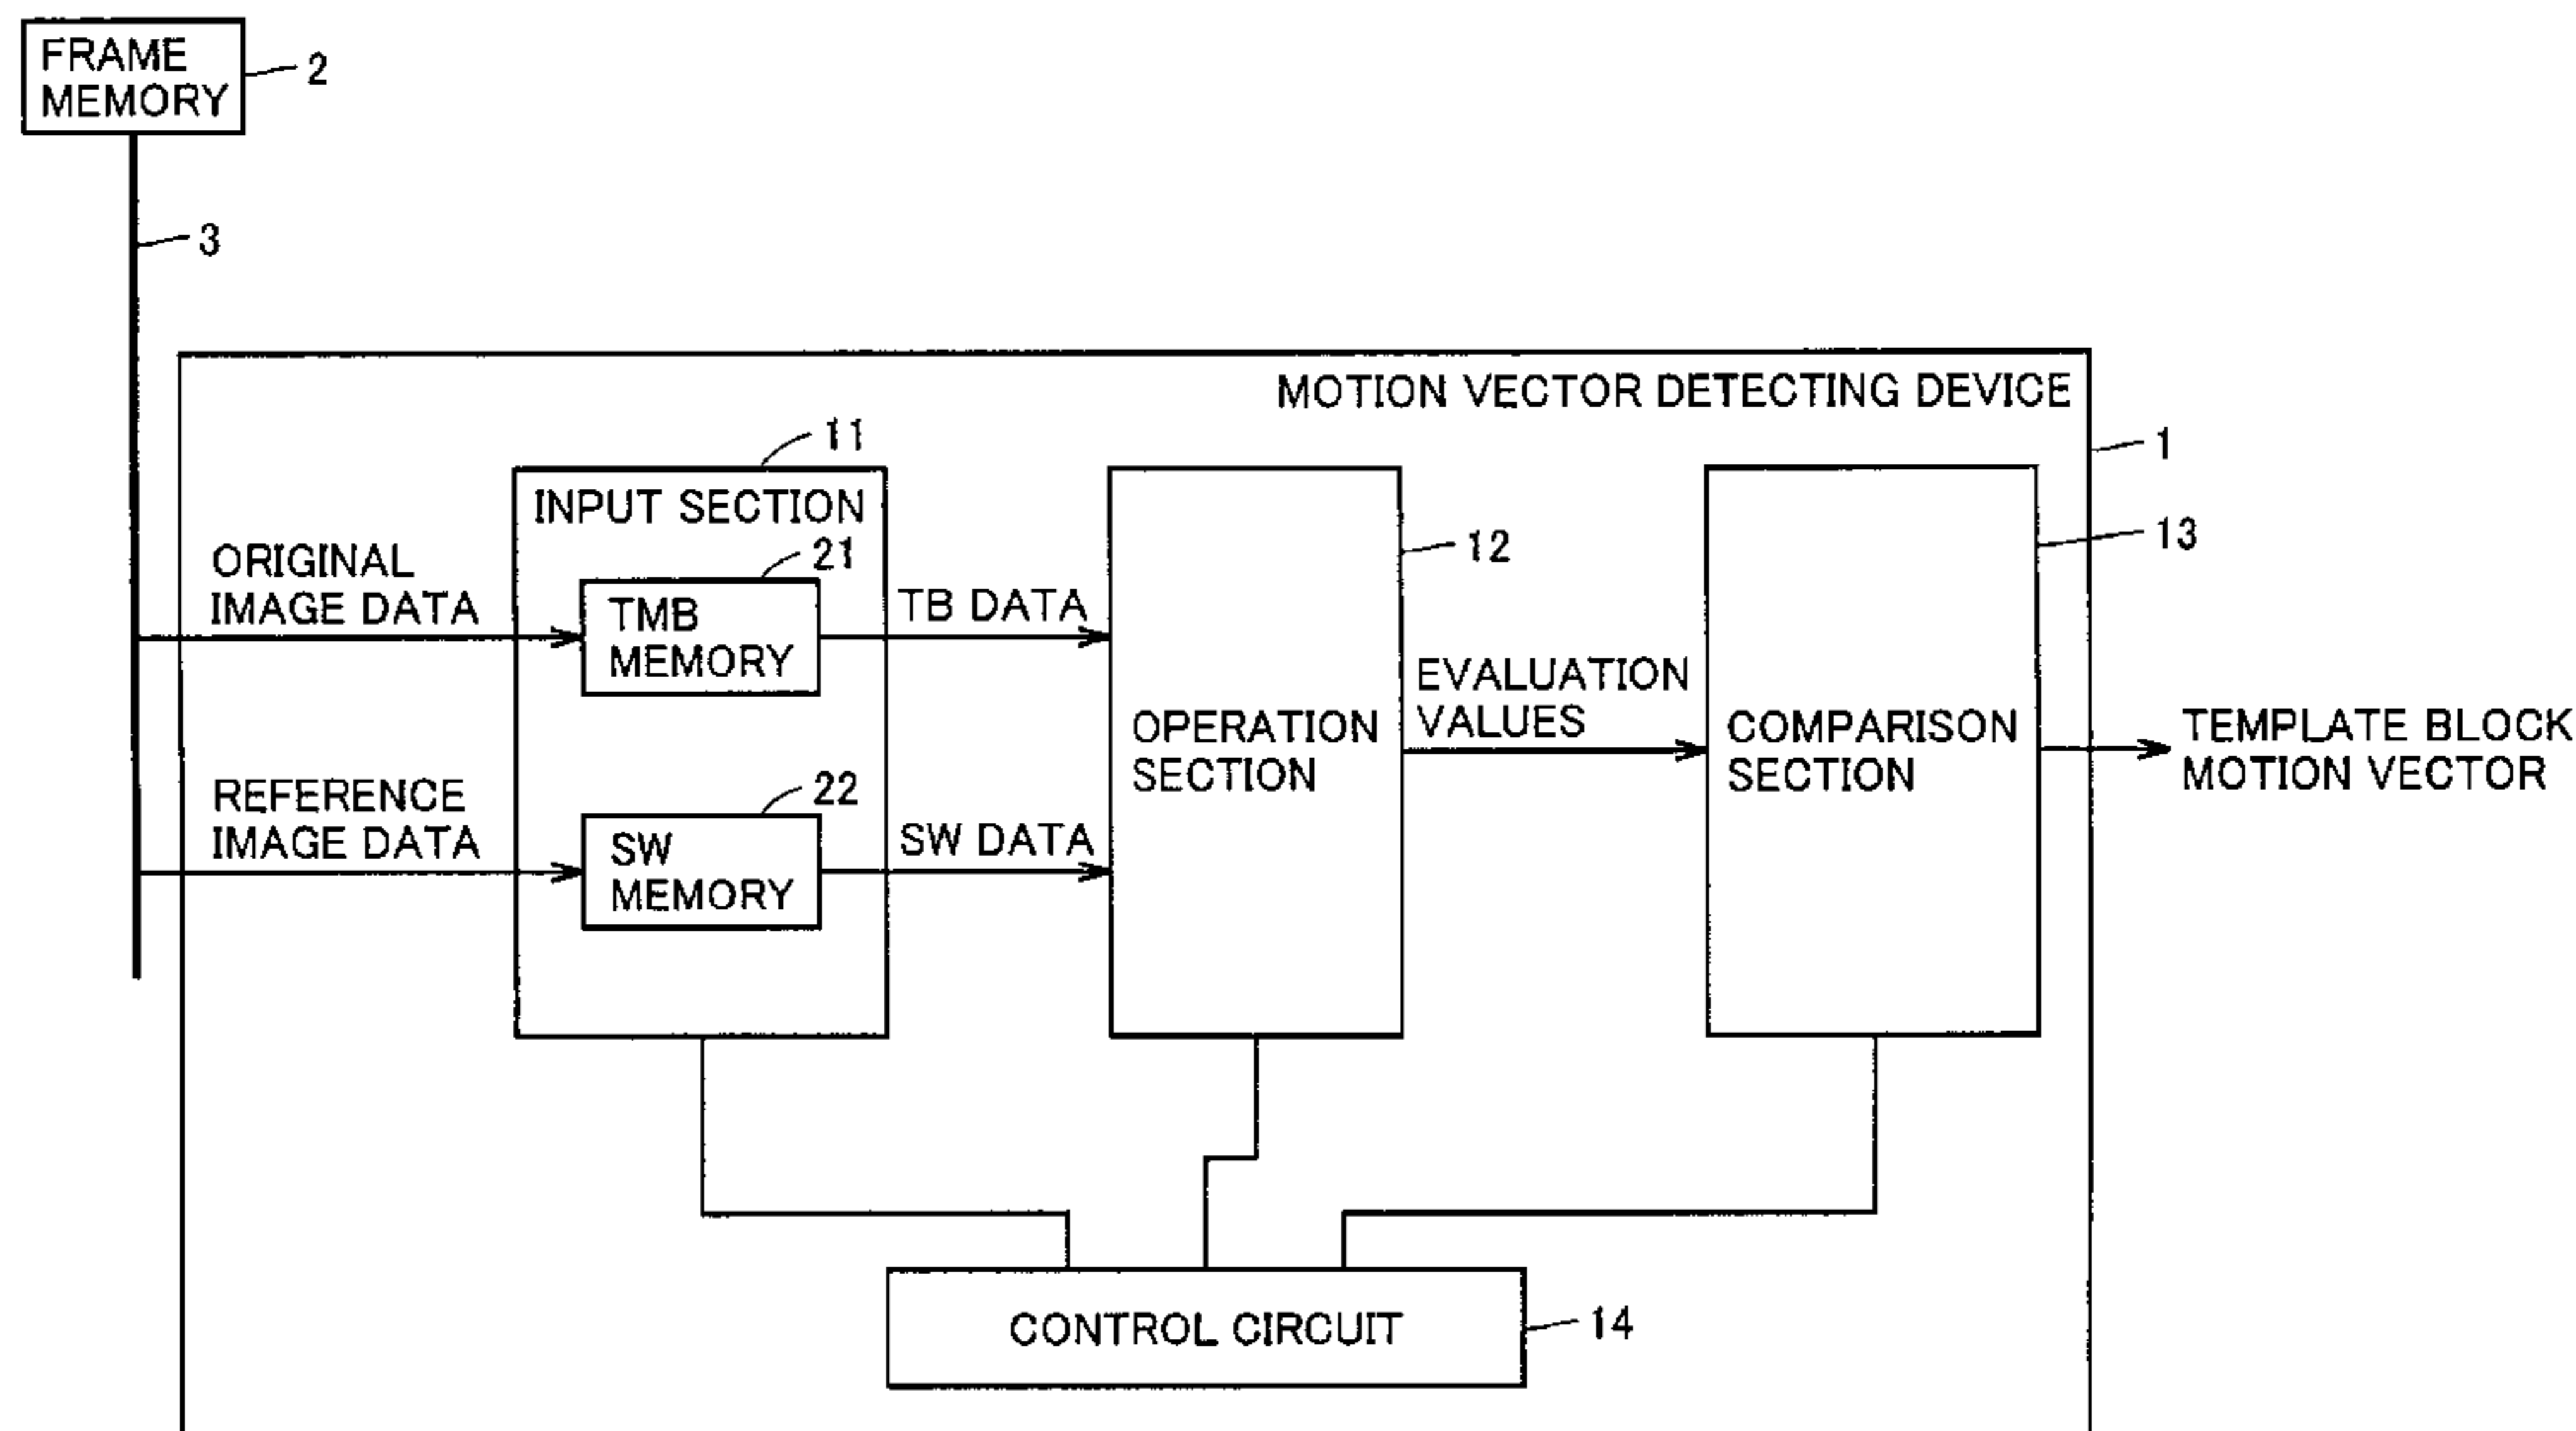 FRAME
MEMORY
2
3
MOTION VECTOR DETECTING DEVICE
1
11
INPUT SECTION
12
13
ORIGINAL
IMAGE DATA
21
TMB
MEMORY
TB DATA
EVALUATION
VALUES
OPERATION
SECTION
COMPARISON
SECTION
TEMPLATE BLOCK
MOTION VECTOR
REFERENCE
IMAGE DATA
22
SW
MEMORY
SW DATA
CONTROL CIRCUIT
14